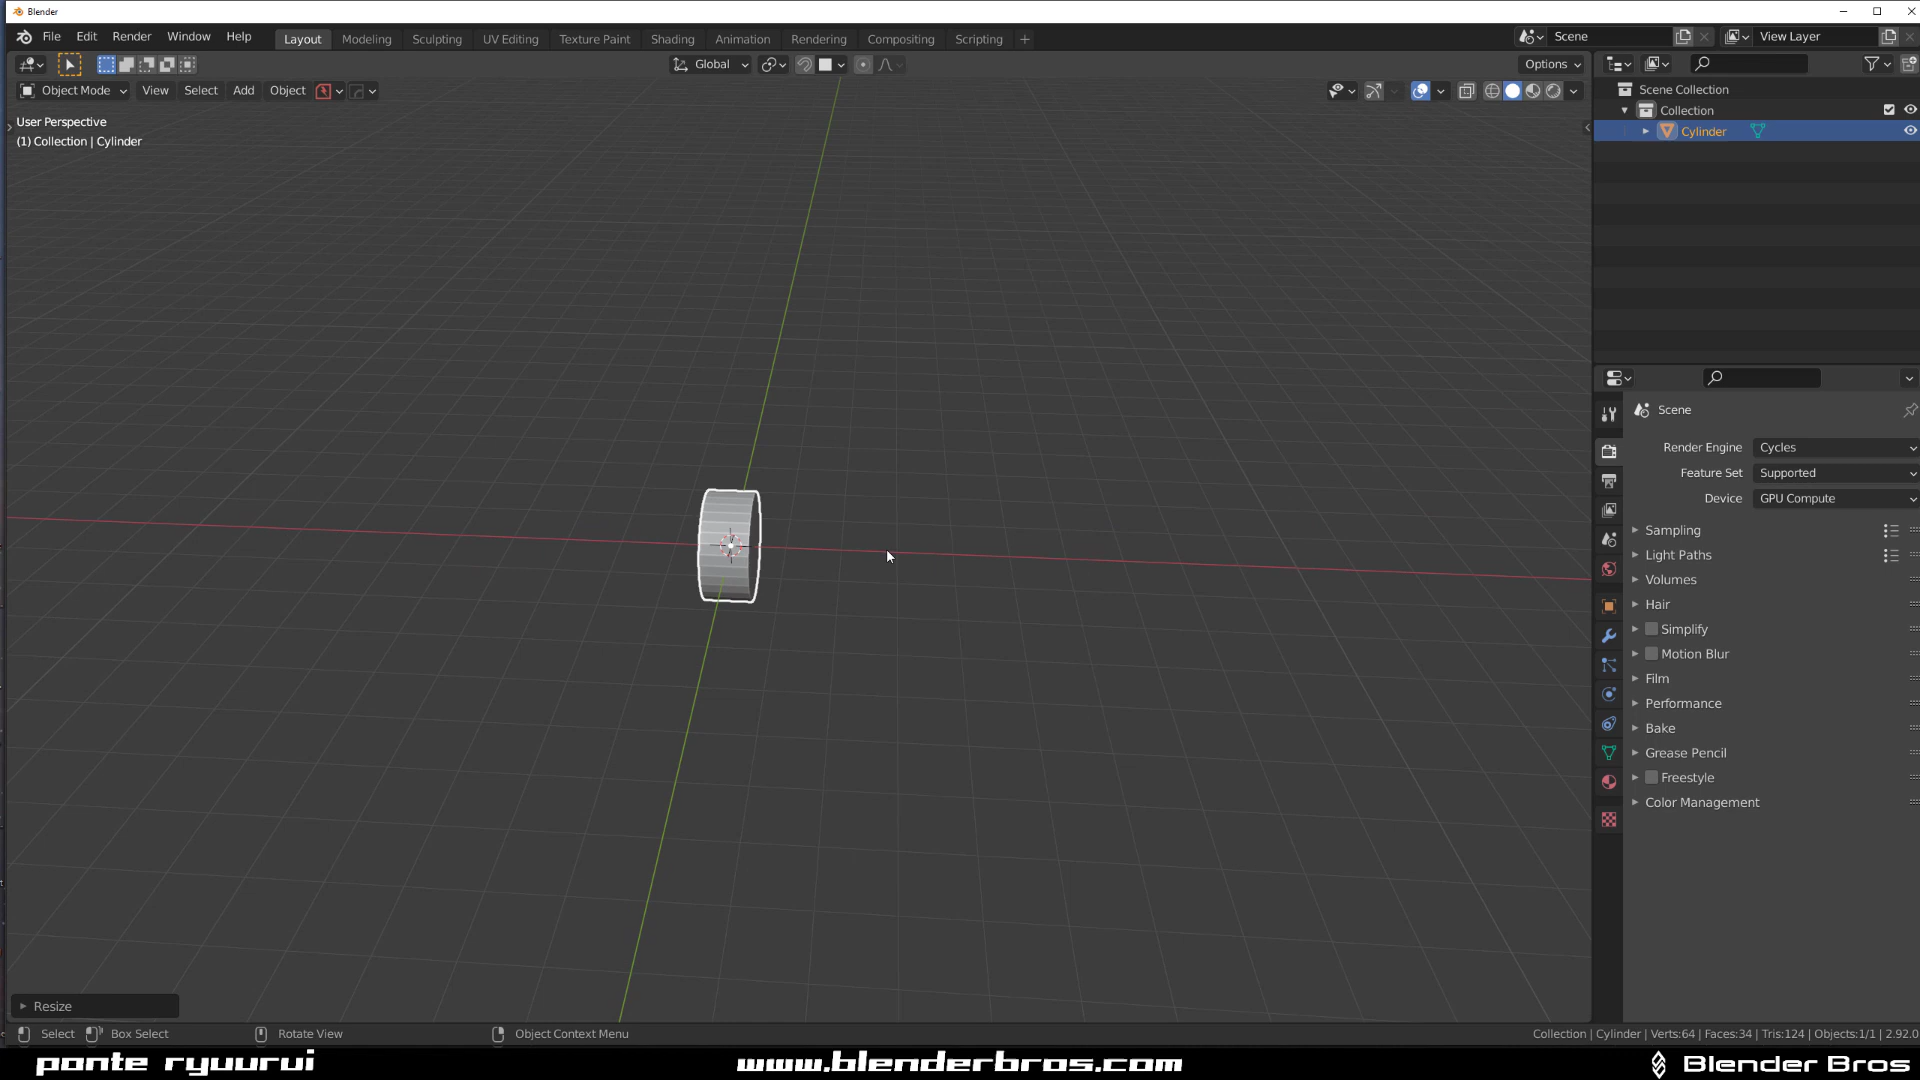 Blender
File Edit Render Window Help Layout Modeling Sculpting UV Editing Texture Paint Shading Animation Rendering Compositing Scripting + Scene View Layer
Global Options
Object Mode View Select Add Object
User Perspective
(1) Collection | Cylinder
Scene Collection
Collection
Cylinder
Scene
Render Engine Cycles
Feature Set Supported
Device GPU Compute
Sampling
Light Paths
Volumes
Hair
Simplify
Motion Blur
Film
Performance
Bake
Grease Pencil
Freestyle
Color Management
Resize
Select Box Select Rotate View Object Context Menu Collection | Cylinder | Verts:64 | Faces:34 | Tris:124 | Objects:1/1 | 2.92.0
ponte ryuurui www.blenderbros.com Blender Bros